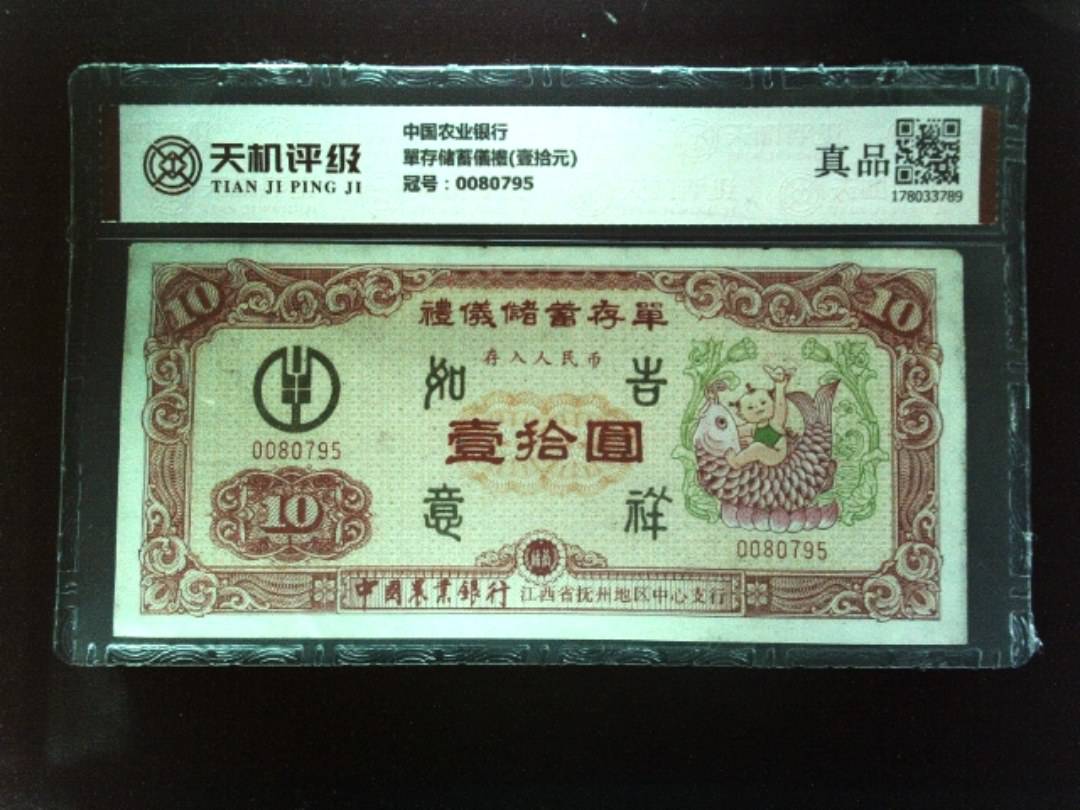 天机评级
TIAN JI PING JI
中国农业银行
單存储蓄儀禮(壹拾元)
冠号：0080795
真品
178033789
10
10
禮儀儲蓄存單
存入人民币
如 吉
壹拾圓
意 祥
0080795
10
0080795
中國農業銀行 江西省抚州地区中心支行